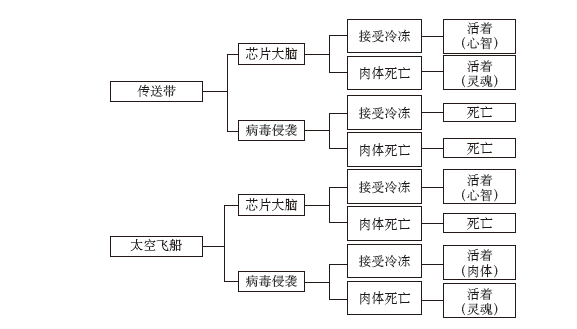 传送带
芯片大脑
接受冷冻
活着
(心智)
肉体死亡
活着
(灵魂)
病毒侵袭
接受冷冻
死亡
肉体死亡
死亡
太空飞船
芯片大脑
接受冷冻
活着
(心智)
肉体死亡
死亡
病毒侵袭
接受冷冻
活着
(肉体)
肉体死亡
活着
(灵魂)